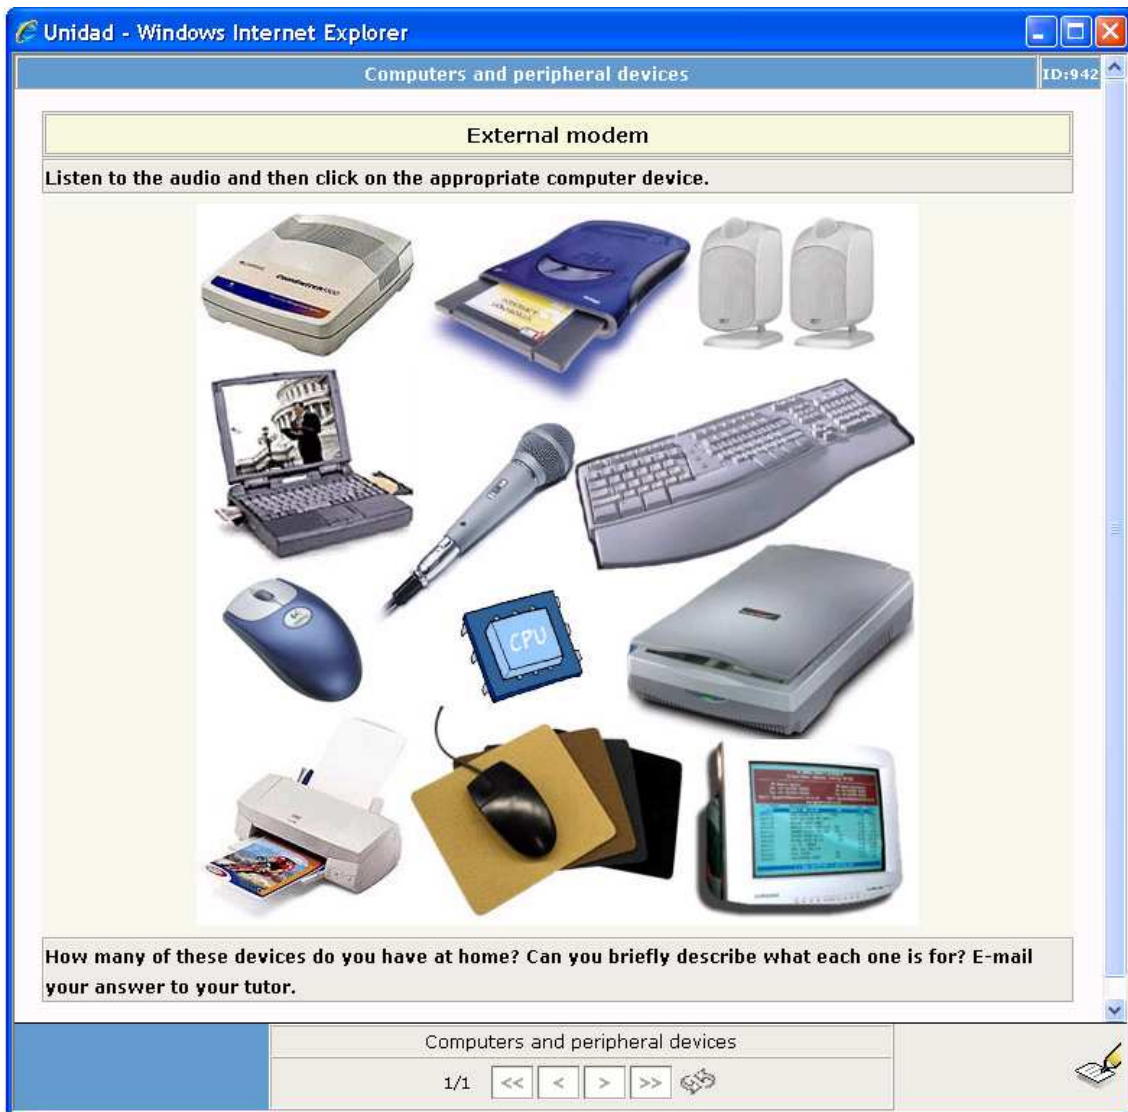 Unidad - Windows Internet Explorer
Computers and peripheral devices
ID:942
External modem
Listen to the audio and then click on the appropriate computer device.
zip
CPU
How many of these devices do you have at home? Can you briefly describe what each one is for? E-mail
your answer to your tutor.
Computers and peripheral devices
1/1 << < > >>